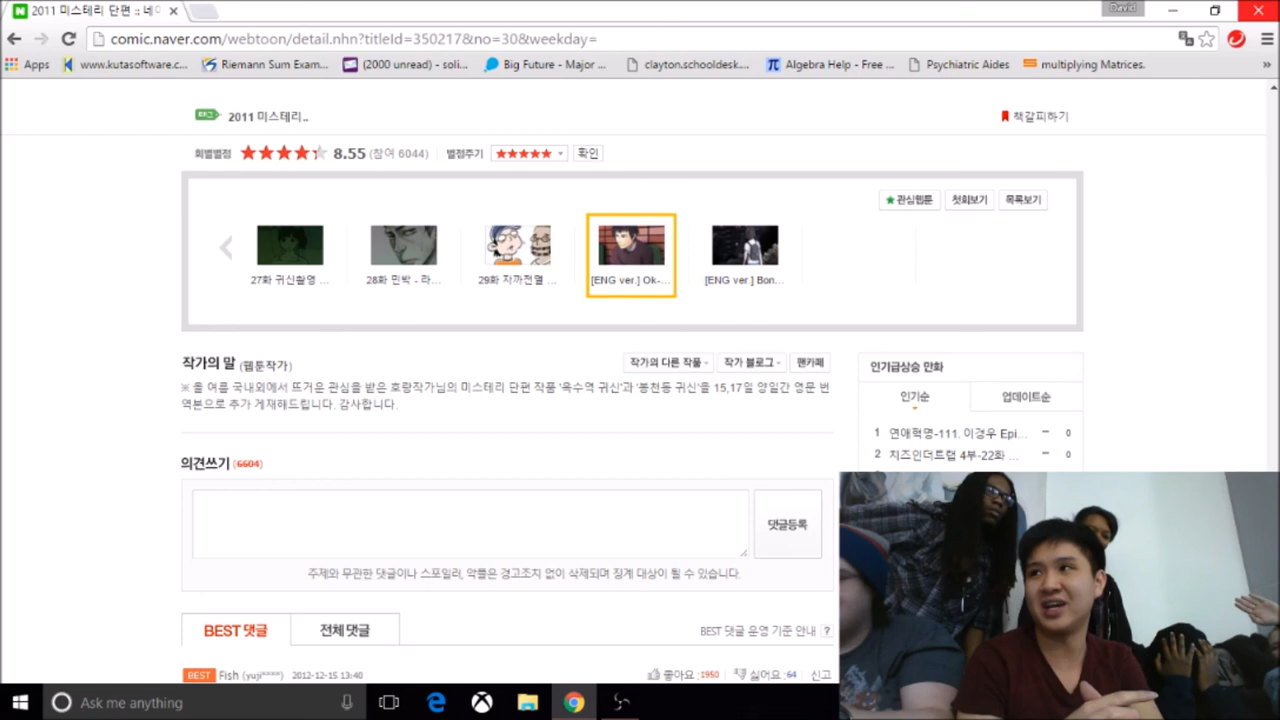 2011 미스테리 단편 :: 네이
David
comic.naver.com/webtoon/detail.nhn?titleId=350217&no=30&weekday=
Apps
www.kutasoftware.c...
Riemann Sum Exam...
(2000 unread) - soli...
Big Future - Major ...
clayton.schooldesk....
Algebra Help - Free ...
Psychiatric Aides
multiplying Matrices.
»
태그 2011 미스테리..
책갈피하기
회별별점 8.55 (참여 6044) 별점주기 확인
관심웹툰 첫회보기 목록보기
27화 귀신촬영 ...
28화 민박 - 라...
29화 작까전별 ...
[ENG ver.] Ok-...
[ENG ver.] Bon...
작가의 말 (웹툰작가)
작가의 다른 작품 작가 블로그 팬카페
※ 올 여름 국내외에서 뜨거운 관심을 받은 호랑작가님의 미스테리 단편 작품 '옥수역 귀신'과 '봉천동 귀신'을 15,17일 양일간 영문 번
역본으로 추가 게재해드립니다. 감사합니다.
인기급상승 만화
인기순 업데이트순
1 연애혁명-111. 이경우 Epi... 0
2 치즈인더트랩 4부-22화 ... 0
의견쓰기 (6604)
댓글등록
주제와 무관한 댓글이나 스포일러, 악플은 경고조치 없이 삭제되며 징계 대상이 될 수 있습니다.
BEST 댓글 전체 댓글
BEST 댓글 운영 기준 안내 ?
BEST Fish (yuji****) 2012-12-15 13:40
좋아요 :1950 싫어요 :64 신고
Ask me anything